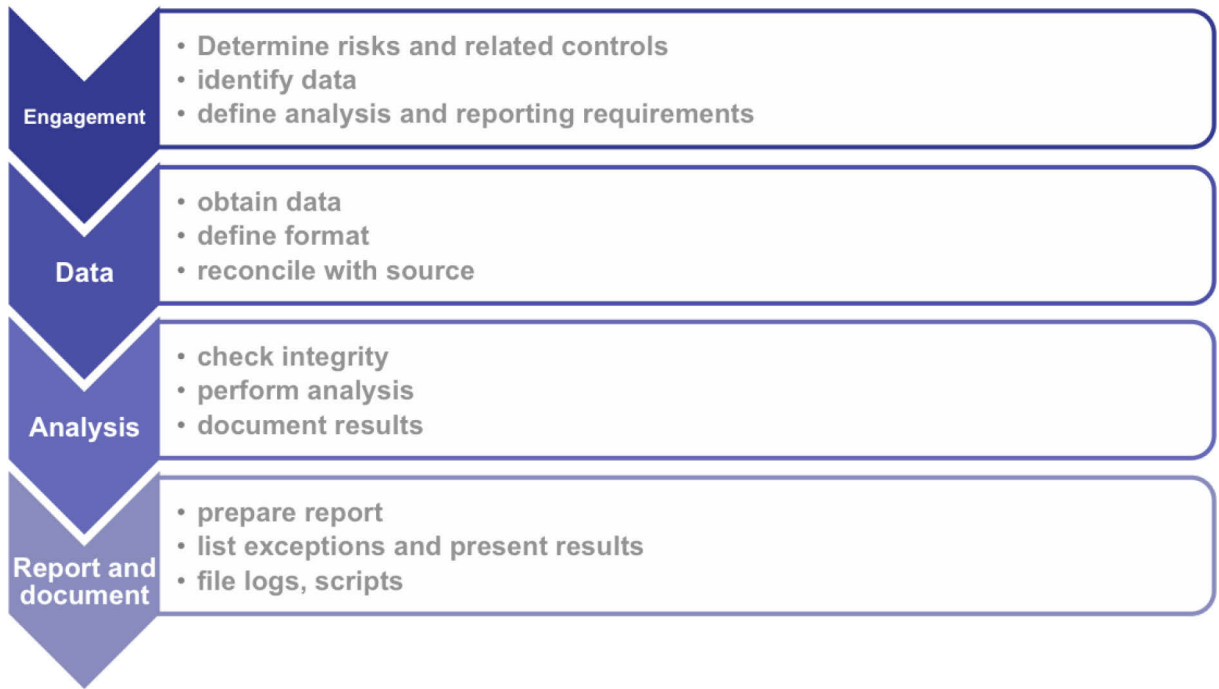 Engagement
• Determine risks and related controls
• identify data
• define analysis and reporting requirements
Data
• obtain data
• define format
• reconcile with source
Analysis
• check integrity
• perform analysis
• document results
Report and
document
• prepare report
• list exceptions and present results
• file logs, scripts